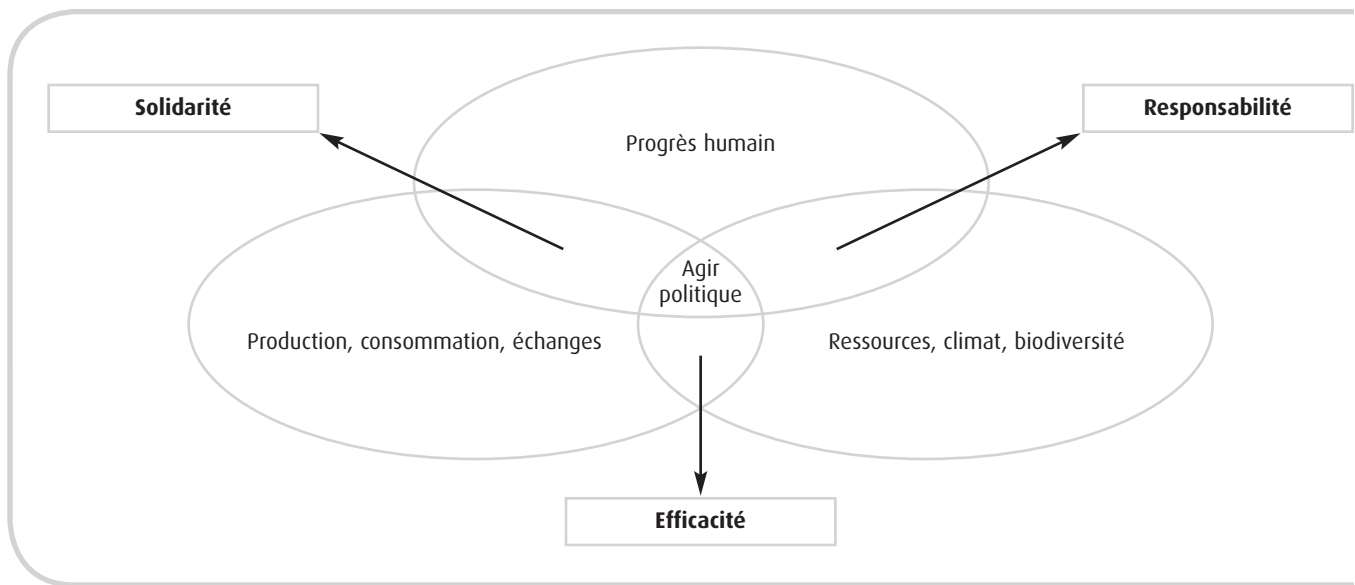 Solidarité
Responsabilité
Progrès humain
Agir
politique
Production, consommation, échanges
Ressources, climat, biodiversité
Efficacité